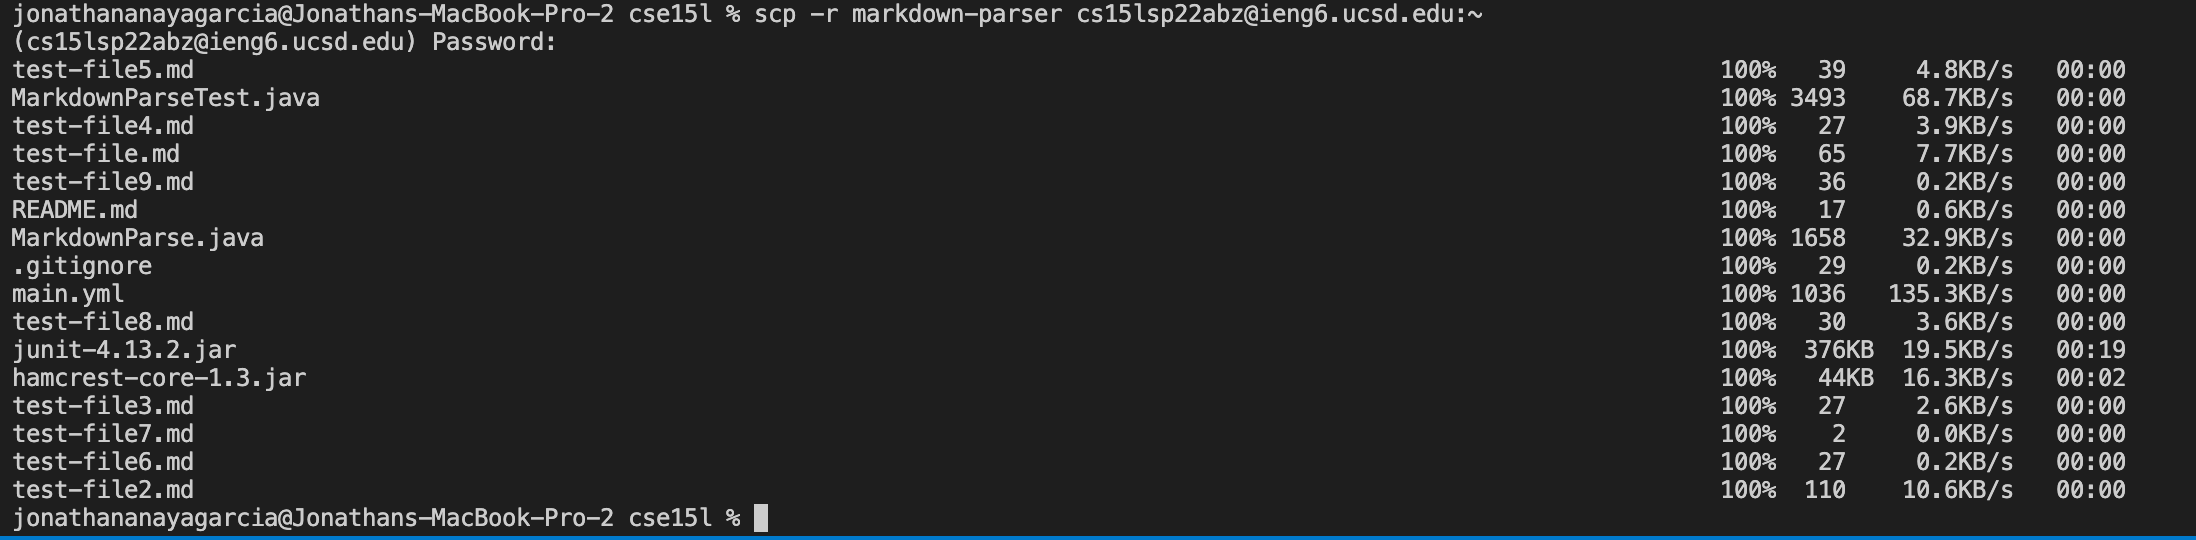 jonathananayagarcia@Jonathans-MacBook-Pro-2 cse15l % scp -r markdown-parser cs15lsp22abz@ieng6.ucsd.edu:~
(cs15lsp22abz@ieng6.ucsd.edu) Password:
test-file5.md 100% 39 4.8KB/s 00:00
MarkdownParseTest.java 100% 3493 68.7KB/s 00:00
test-file4.md 100% 27 3.9KB/s 00:00
test-file.md 100% 65 7.7KB/s 00:00
test-file9.md 100% 36 0.2KB/s 00:00
README.md 100% 17 0.6KB/s 00:00
MarkdownParse.java 100% 1658 32.9KB/s 00:00
.gitignore 100% 29 0.2KB/s 00:00
main.yml 100% 1036 135.3KB/s 00:00
test-file8.md 100% 30 3.6KB/s 00:00
junit-4.13.2.jar 100% 376KB 19.5KB/s 00:19
hamcrest-core-1.3.jar 100% 44KB 16.3KB/s 00:02
test-file3.md 100% 27 2.6KB/s 00:00
test-file7.md 100% 2 0.0KB/s 00:00
test-file6.md 100% 27 0.2KB/s 00:00
test-file2.md 100% 110 10.6KB/s 00:00
jonathananayagarcia@Jonathans-MacBook-Pro-2 cse15l %